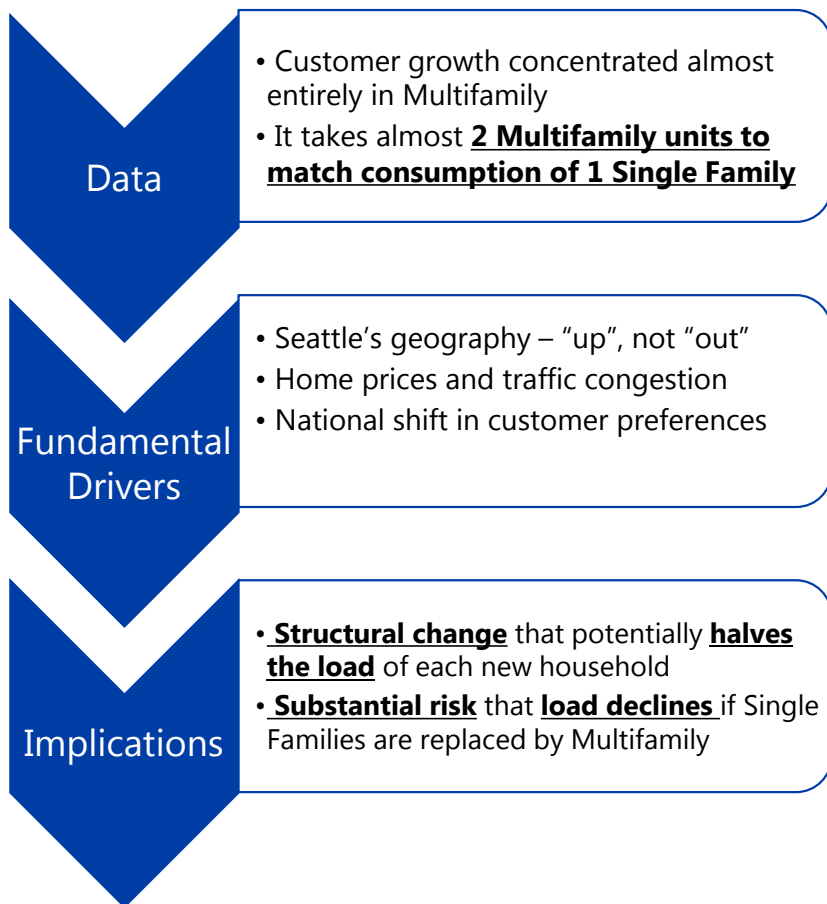 Data
• Customer growth concentrated almost
entirely in Multifamily
• It takes almost 2 Multifamily units to
match consumption of 1 Single Family
Fundamental
Drivers
• Seattle’s geography – “up”, not “out”
• Home prices and traffic congestion
• National shift in customer preferences
Implications
• Structural change that potentially halves
the load of each new household
• Substantial risk that load declines if Single
Families are replaced by Multifamily